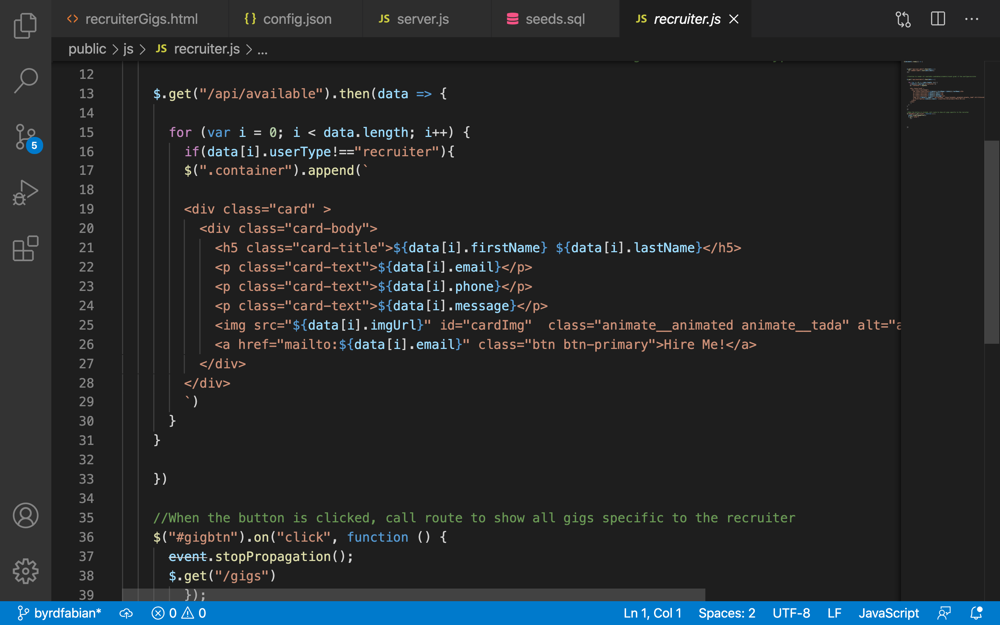 recruiterGigs.html {} config.json JS server.js seeds.sql JS recruiter.js
public > js > JS recruiter.js > ...
12
13 $.get("/api/available").then(data => {
14
15 for (var i = 0; i < data.length; i++) {
16 if(data[i].userType!=="recruiter"){
17 $(".container").append(`
18
19 <div class="card" >
20 <div class="card-body">
21 <h5 class="card-title">${data[i].firstName} ${data[i].lastName}</h5>
22 <p class="card-text">${data[i].email}</p>
23 <p class="card-text">${data[i].phone}</p>
24 <p class="card-text">${data[i].message}</p>
25 <img src="${data[i].imgUrl}" id="cardImg"  class="animate__animated animate__tada" alt="a
26 <a href="mailto:${data[i].email}" class="btn btn-primary">Hire Me!</a>
27 </div>
28 </div>
29 `)
30 }
31 }
32
33 })
34
35 //When the button is clicked, call route to show all gigs specific to the recruiter
36 $("#gigbtn").on("click", function () {
37 event.stopPropagation();
38 $.get("/gigs")
39 });
5
byrdfabian* 0 0 Ln 1, Col 1 Spaces: 2 UTF-8 LF JavaScript